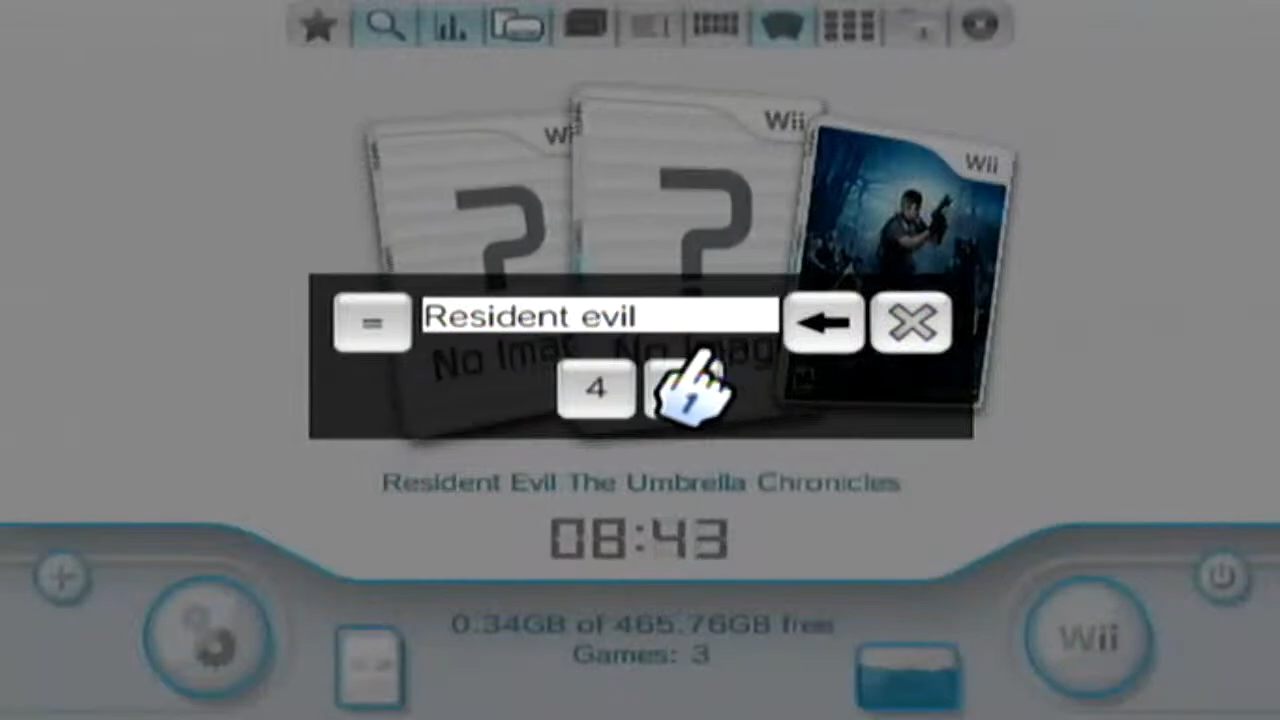 Wii
Wii
= Resident evil
No Imag
No Imag
4
1
Resident Evil The Umbrella Chronicles
08:43
0.34GB of 465.76GB free
Games: 3
Wii